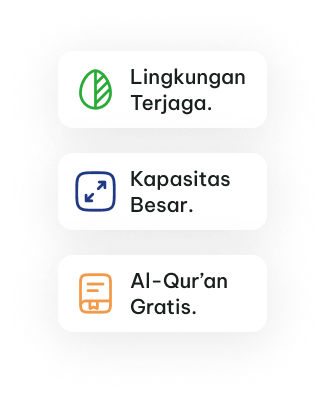 Lingkungan
Terjaga.
Kapasitas
Besar.
Al-Qur’an
Gratis.